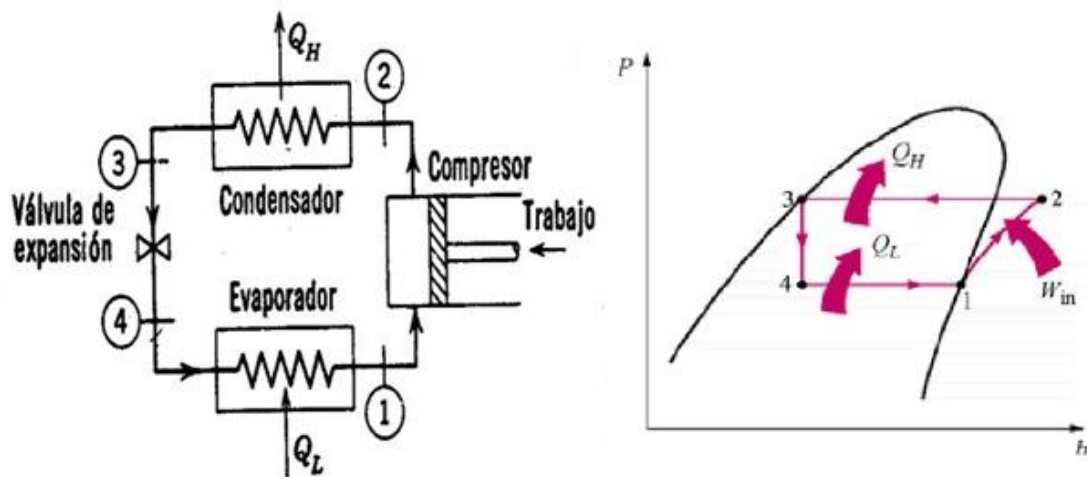 Q_H
2
3
Condensador
Compresor
Trabajo
Válvula de
expansión
4
Evaporador
1
Q_L
P
3
Q_H
2
Q_L
4
1
W_in
h